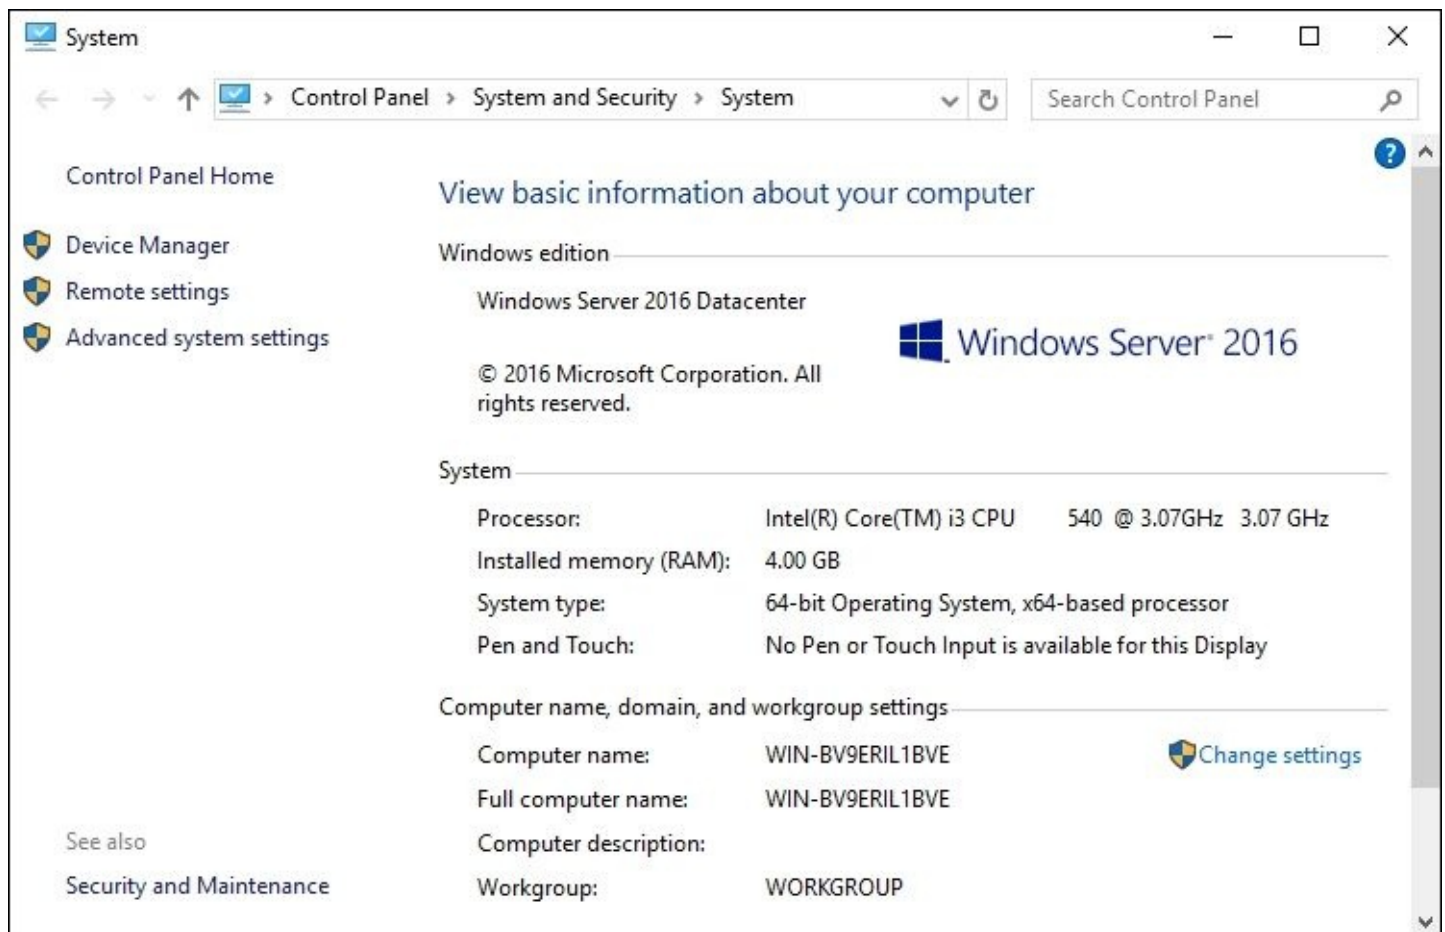 System
Control Panel > System and Security > System
Search Control Panel
Control Panel Home
Device Manager
Remote settings
Advanced system settings
See also
Security and Maintenance
View basic information about your computer
Windows edition
Windows Server 2016 Datacenter
© 2016 Microsoft Corporation. All
rights reserved.
Windows Server® 2016
System
Processor: Intel(R) Core(TM) i3 CPU 540 @ 3.07GHz 3.07 GHz
Installed memory (RAM): 4.00 GB
System type: 64-bit Operating System, x64-based processor
Pen and Touch: No Pen or Touch Input is available for this Display
Computer name, domain, and workgroup settings
Computer name: WIN-BV9ERIL1BVE Change settings
Full computer name: WIN-BV9ERIL1BVE
Computer description:
Workgroup: WORKGROUP